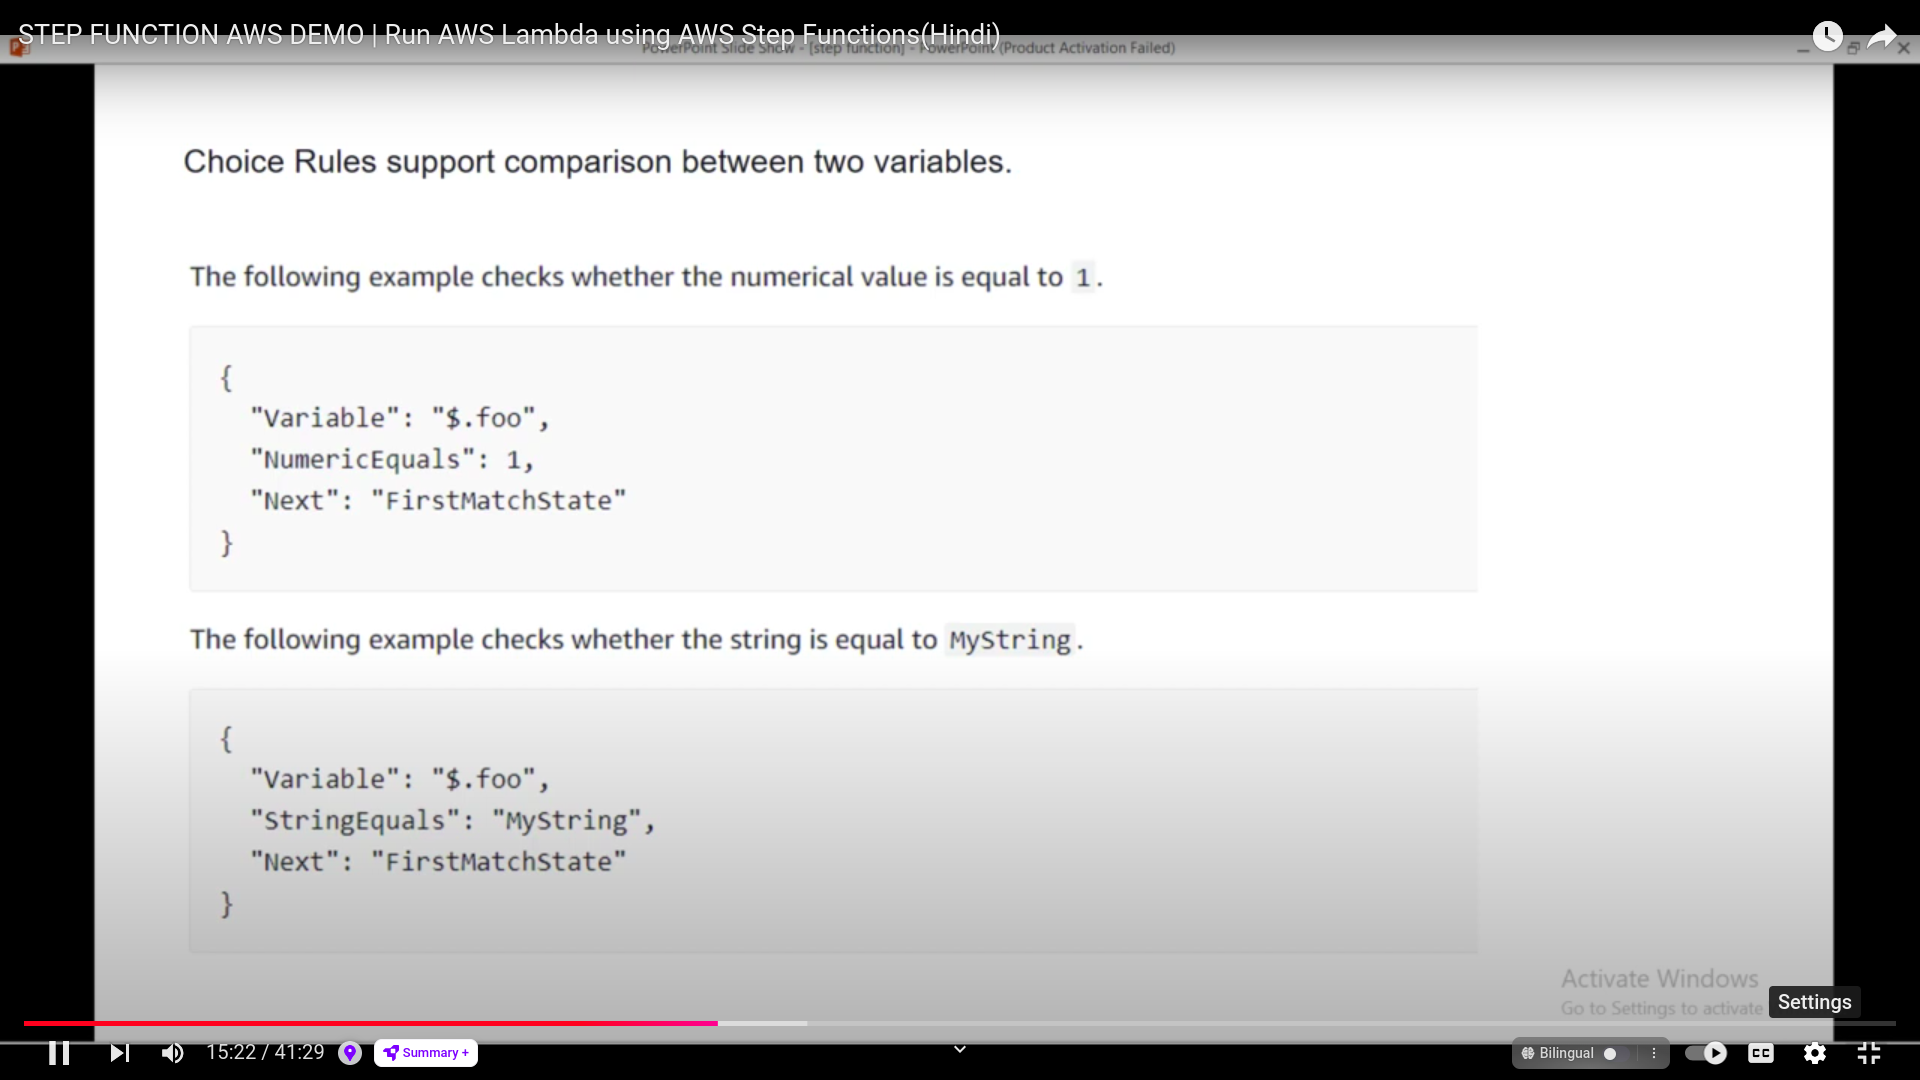 STEP FUNCTION AWS DEMO | Run AWS Lambda using AWS Step Functions(Hindi)
PowerPoint Slide Show - [step function] - PowerPoint (Product Activation Failed)
Choice Rules support comparison between two variables.
The following example checks whether the numerical value is equal to 1.
{
"Variable": "$.foo",
"NumericEquals": 1,
"Next": "FirstMatchState"
}
The following example checks whether the string is equal to MyString.
{
"Variable": "$.foo",
"StringEquals": "MyString",
"Next": "FirstMatchState"
}
Activate Windows
Go to Settings to activate
Settings
15:22 / 41:29
Summary +
Bilingual
CC